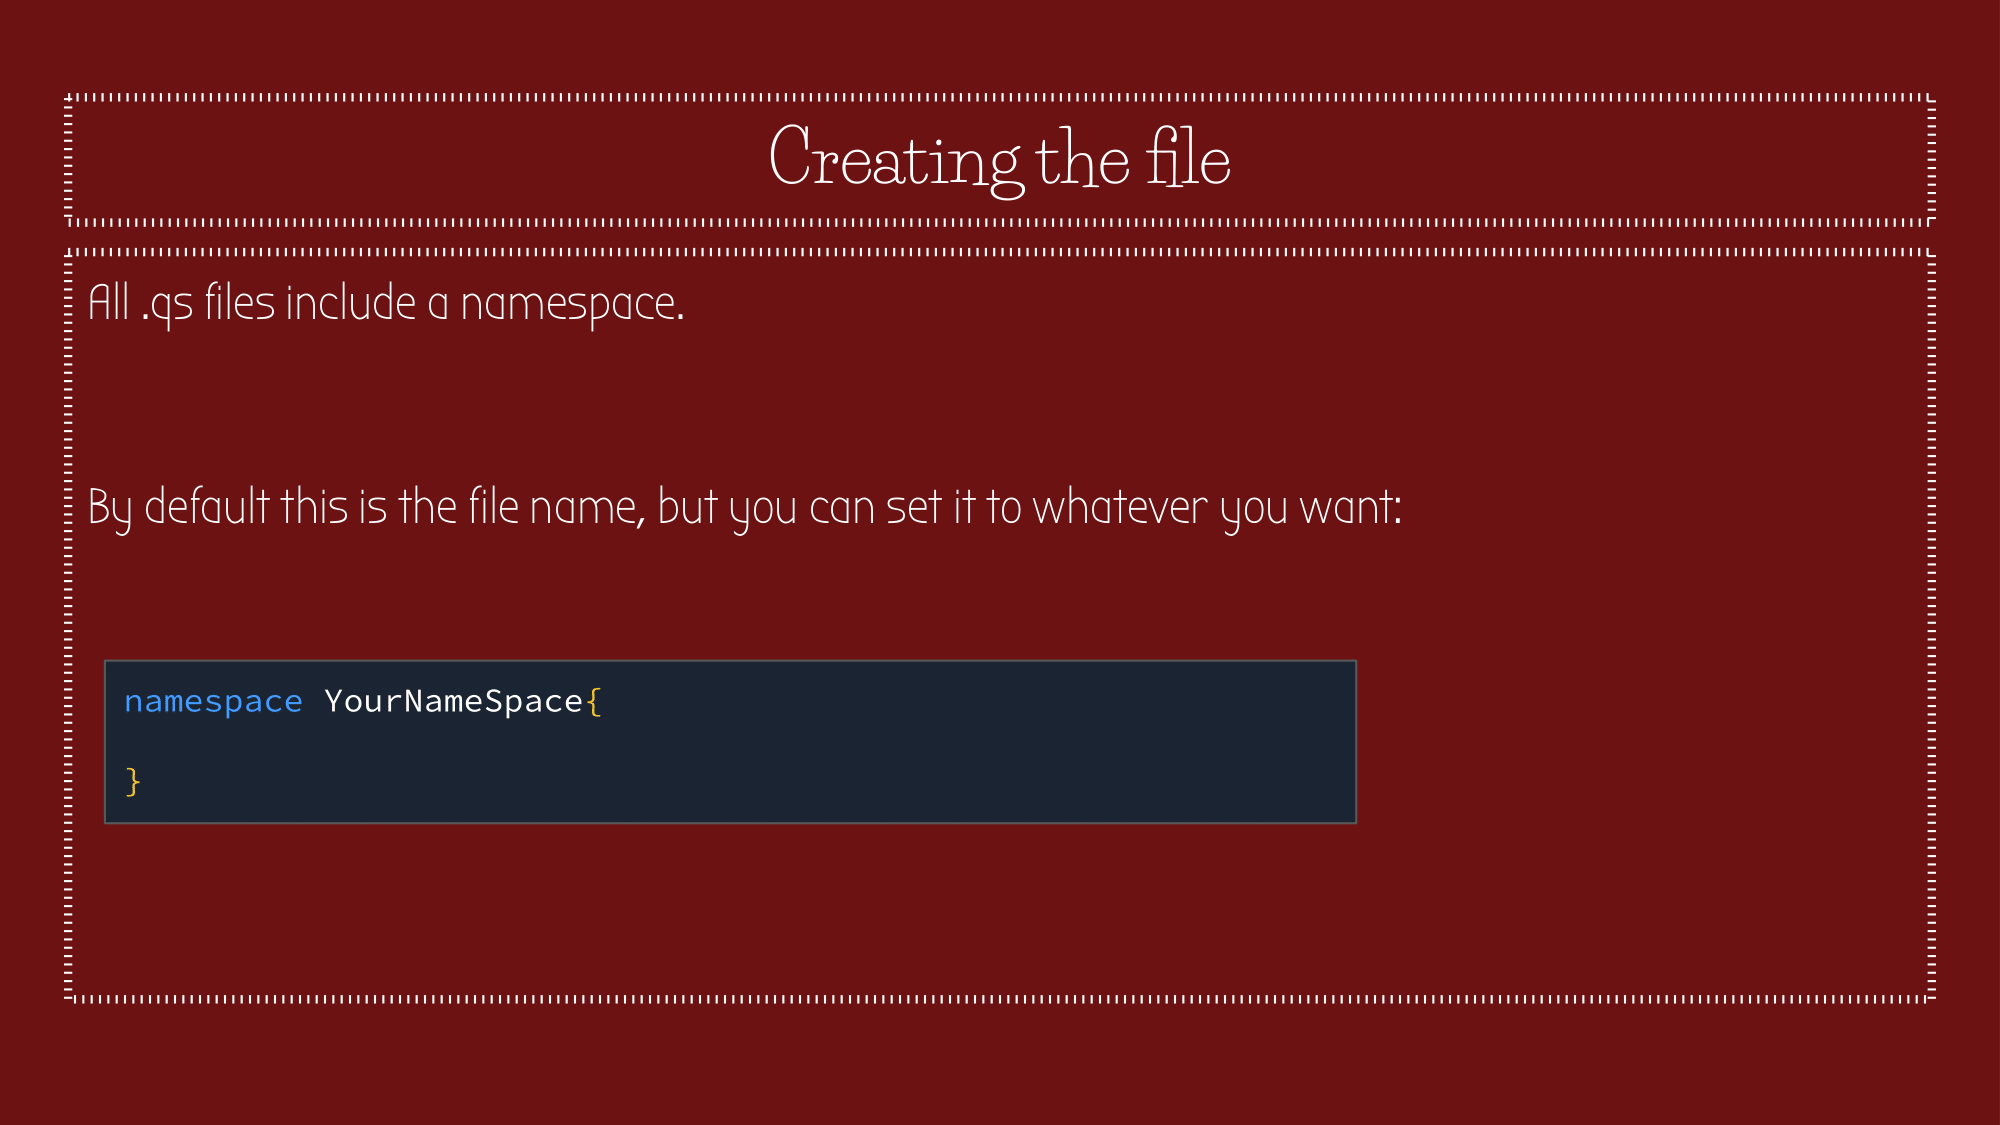 Creating the file
All .qs files include a namespace.
By default this is the file name, but you can set it to whatever you want:
namespace YourNameSpace{
}